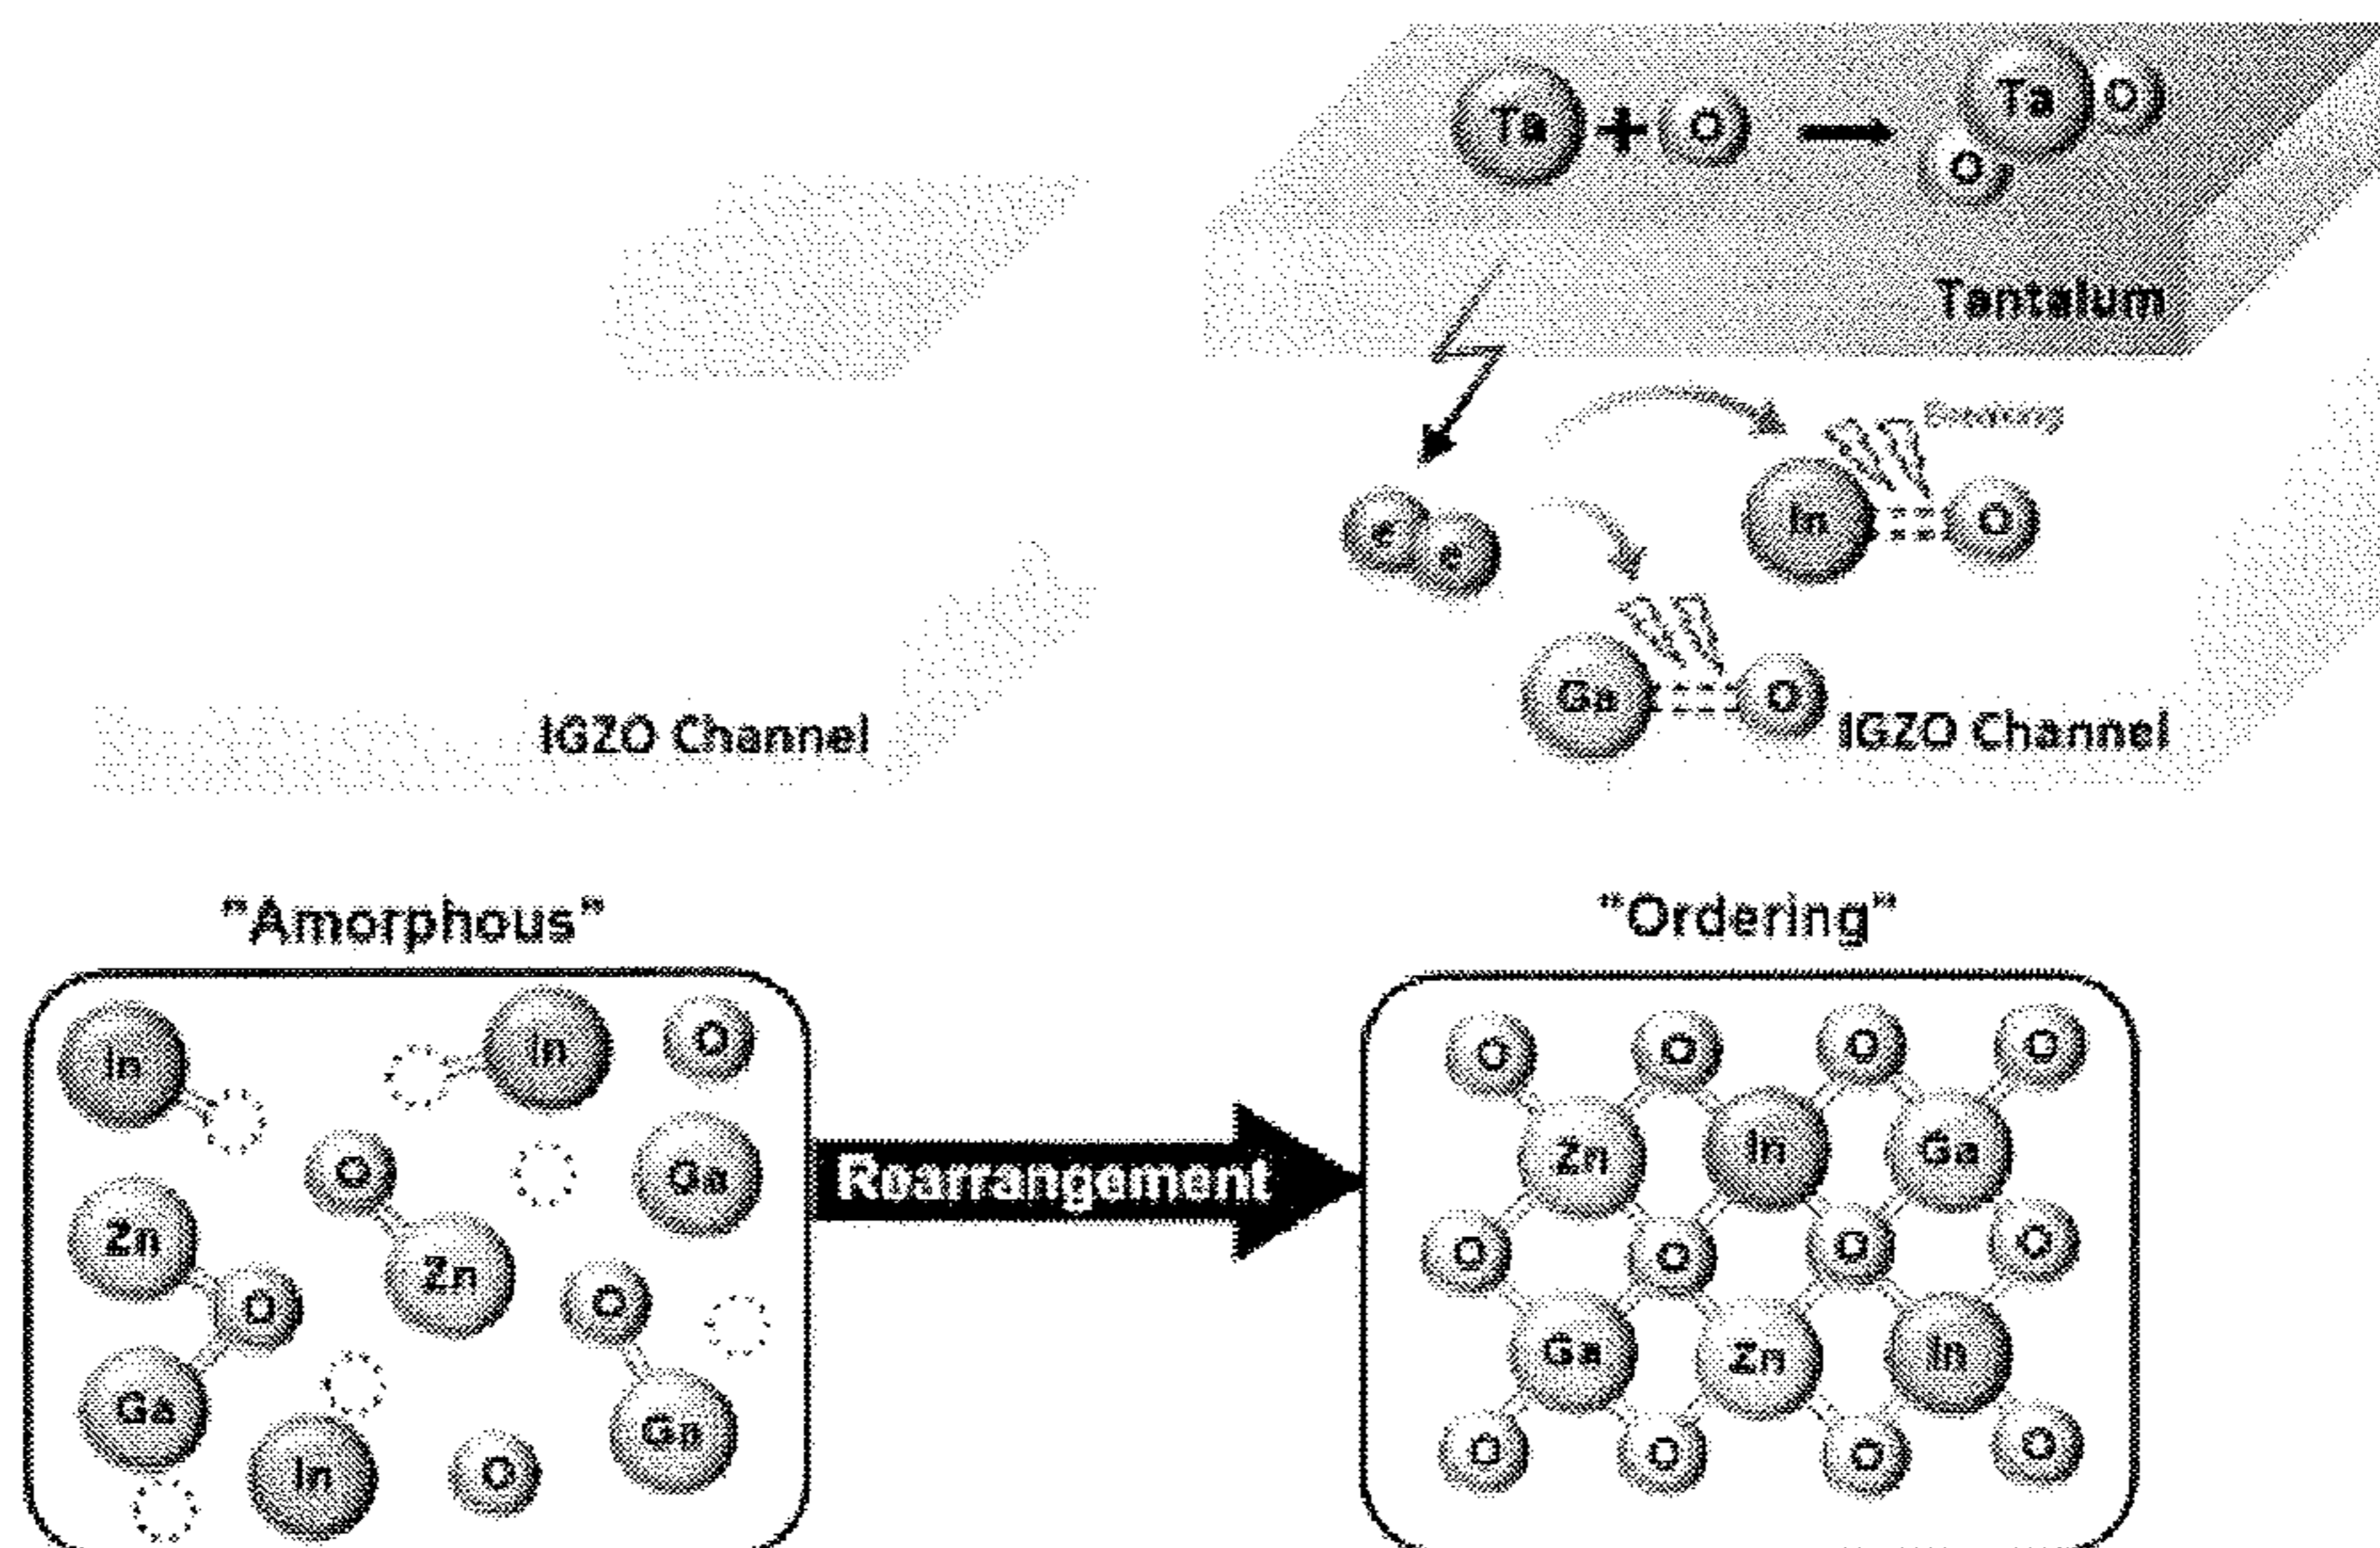 Ta + O → Ta O
O
Tantalum
Breaking
e e In O
Ga O
IGZO Channel
IGZO Channel
"Amorphous"
"Ordering"
In In O
O Ga
Zn Zn
O O
Ga Ga
In O
Rearrangement
O O O O
Zn In Ga
O O O O
Ga Zn In
O O O O